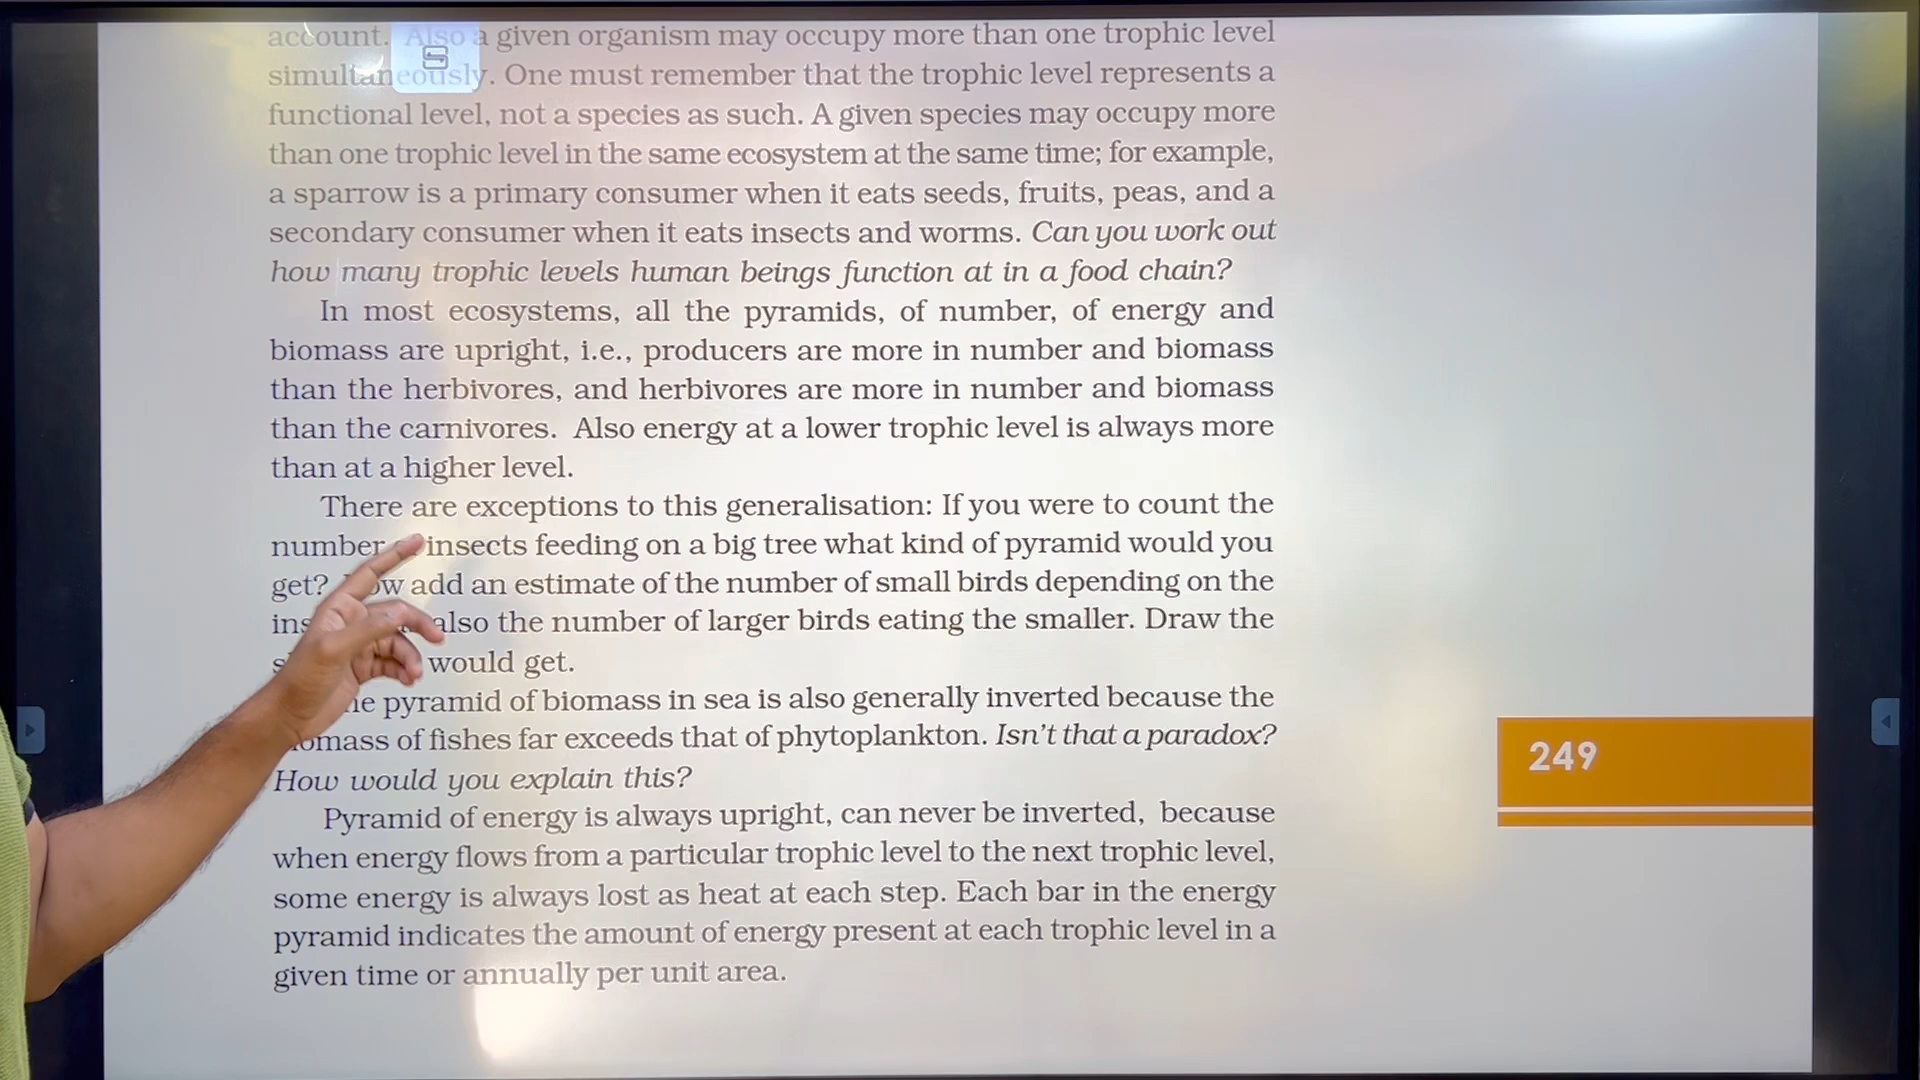 account. Also a given organism may occupy more than one trophic level
simultaneously. One must remember that the trophic level represents a
functional level, not a species as such. A given species may occupy more
than one trophic level in the same ecosystem at the same time; for example,
a sparrow is a primary consumer when it eats seeds, fruits, peas, and a
secondary consumer when it eats insects and worms. Can you work out
how many trophic levels human beings function at in a food chain?
In most ecosystems, all the pyramids, of number, of energy and
biomass are upright, i.e., producers are more in number and biomass
than the herbivores, and herbivores are more in number and biomass
than the carnivores. Also energy at a lower trophic level is always more
than at a higher level.
There are exceptions to this generalisation: If you were to count the
number insects feeding on a big tree what kind of pyramid would you
get? add an estimate of the number of small birds depending on the
also the number of larger birds eating the smaller. Draw the
would get.
pyramid of biomass in sea is also generally inverted because the
of fishes far exceeds that of phytoplankton. Isn't that a paradox?
How would you explain this?
Pyramid of energy is always upright, can never be inverted, because
when energy flows from a particular trophic level to the next trophic level,
some energy is always lost as heat at each step. Each bar in the energy
pyramid indicates the amount of energy present at each trophic level in a
given time or annually per unit area.
249